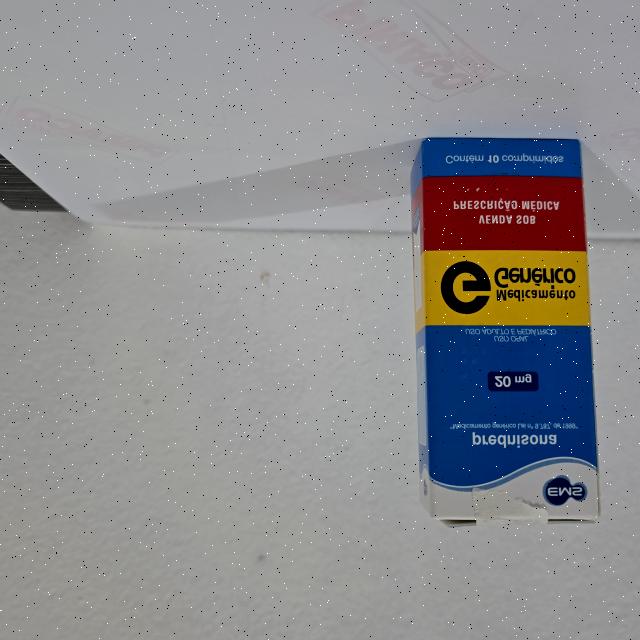 EMS
prednisona
"Medicamento genérico Lei nº 9.787, de 1999"
20 mg
USO ORAL
USO ADULTO E PEDIÁTRICO
Medicamento
Genérico
VENDA SOB
PRESCRIÇÃO MÉDICA
Contém 10 comprimidos